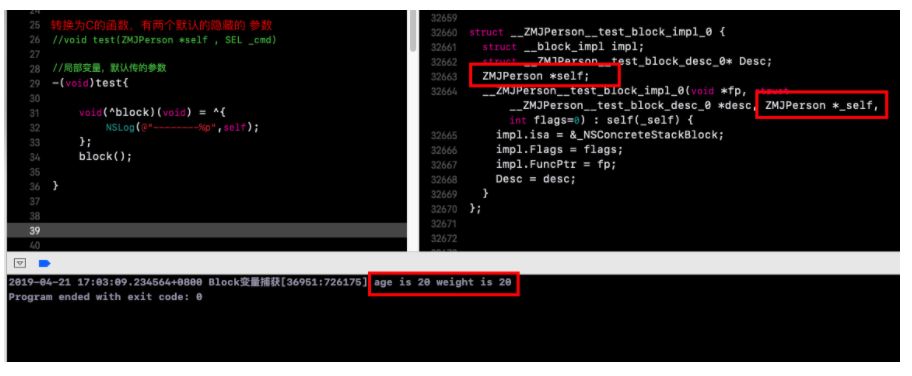 24
25 转换为C的函数，有两个默认的隐藏的 参数
26 //void test(ZMJPerson *self , SEL _cmd)
27
28 //局部变量，默认传的参数
29 -(void)test{
30
31 void(^block)(void) = ^{
32 NSLog(@"--------%p",self);
33 };
34 block();
35
36 }
37
38
39
40
32659
32660 struct __ZMJPerson__test_block_impl_0 {
32661 struct __block_impl impl;
32662 struct __ZMJPerson__test_block_desc_0* Desc;
32663 ZMJPerson *self;
32664 __ZMJPerson__test_block_impl_0(void *fp, struct
__ZMJPerson__test_block_desc_0 *desc, ZMJPerson *_self,
int flags=0) : self(_self) {
32665 impl.isa = &_NSConcreteStackBlock;
32666 impl.Flags = flags;
32667 impl.FuncPtr = fp;
32668 Desc = desc;
32669 }
32670 };
32671
32672
2019-04-21 17:03:09.234564+0800 Block变量捕获[36951:726175] age is 20 weight is 20
Program ended with exit code: 0